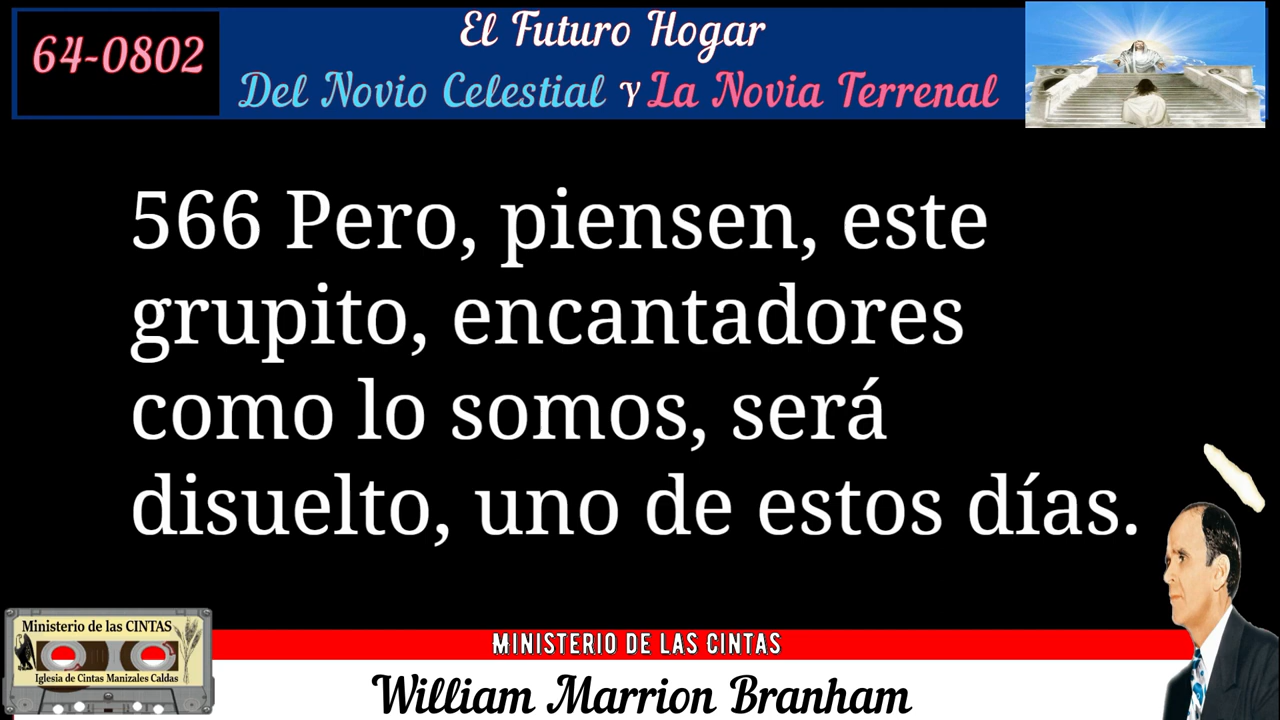 64-0802
El Futuro Hogar
Del Novio Celestial Y La Novia Terrenal
566 Pero, piensen, este
grupito, encantadores
como lo somos, será
disuelto, uno de estos días.
Ministerio de las CINTAS
Iglesia de Cintas Manizales Caldas
MINISTERIO DE LAS CINTAS
William Marrion Branham